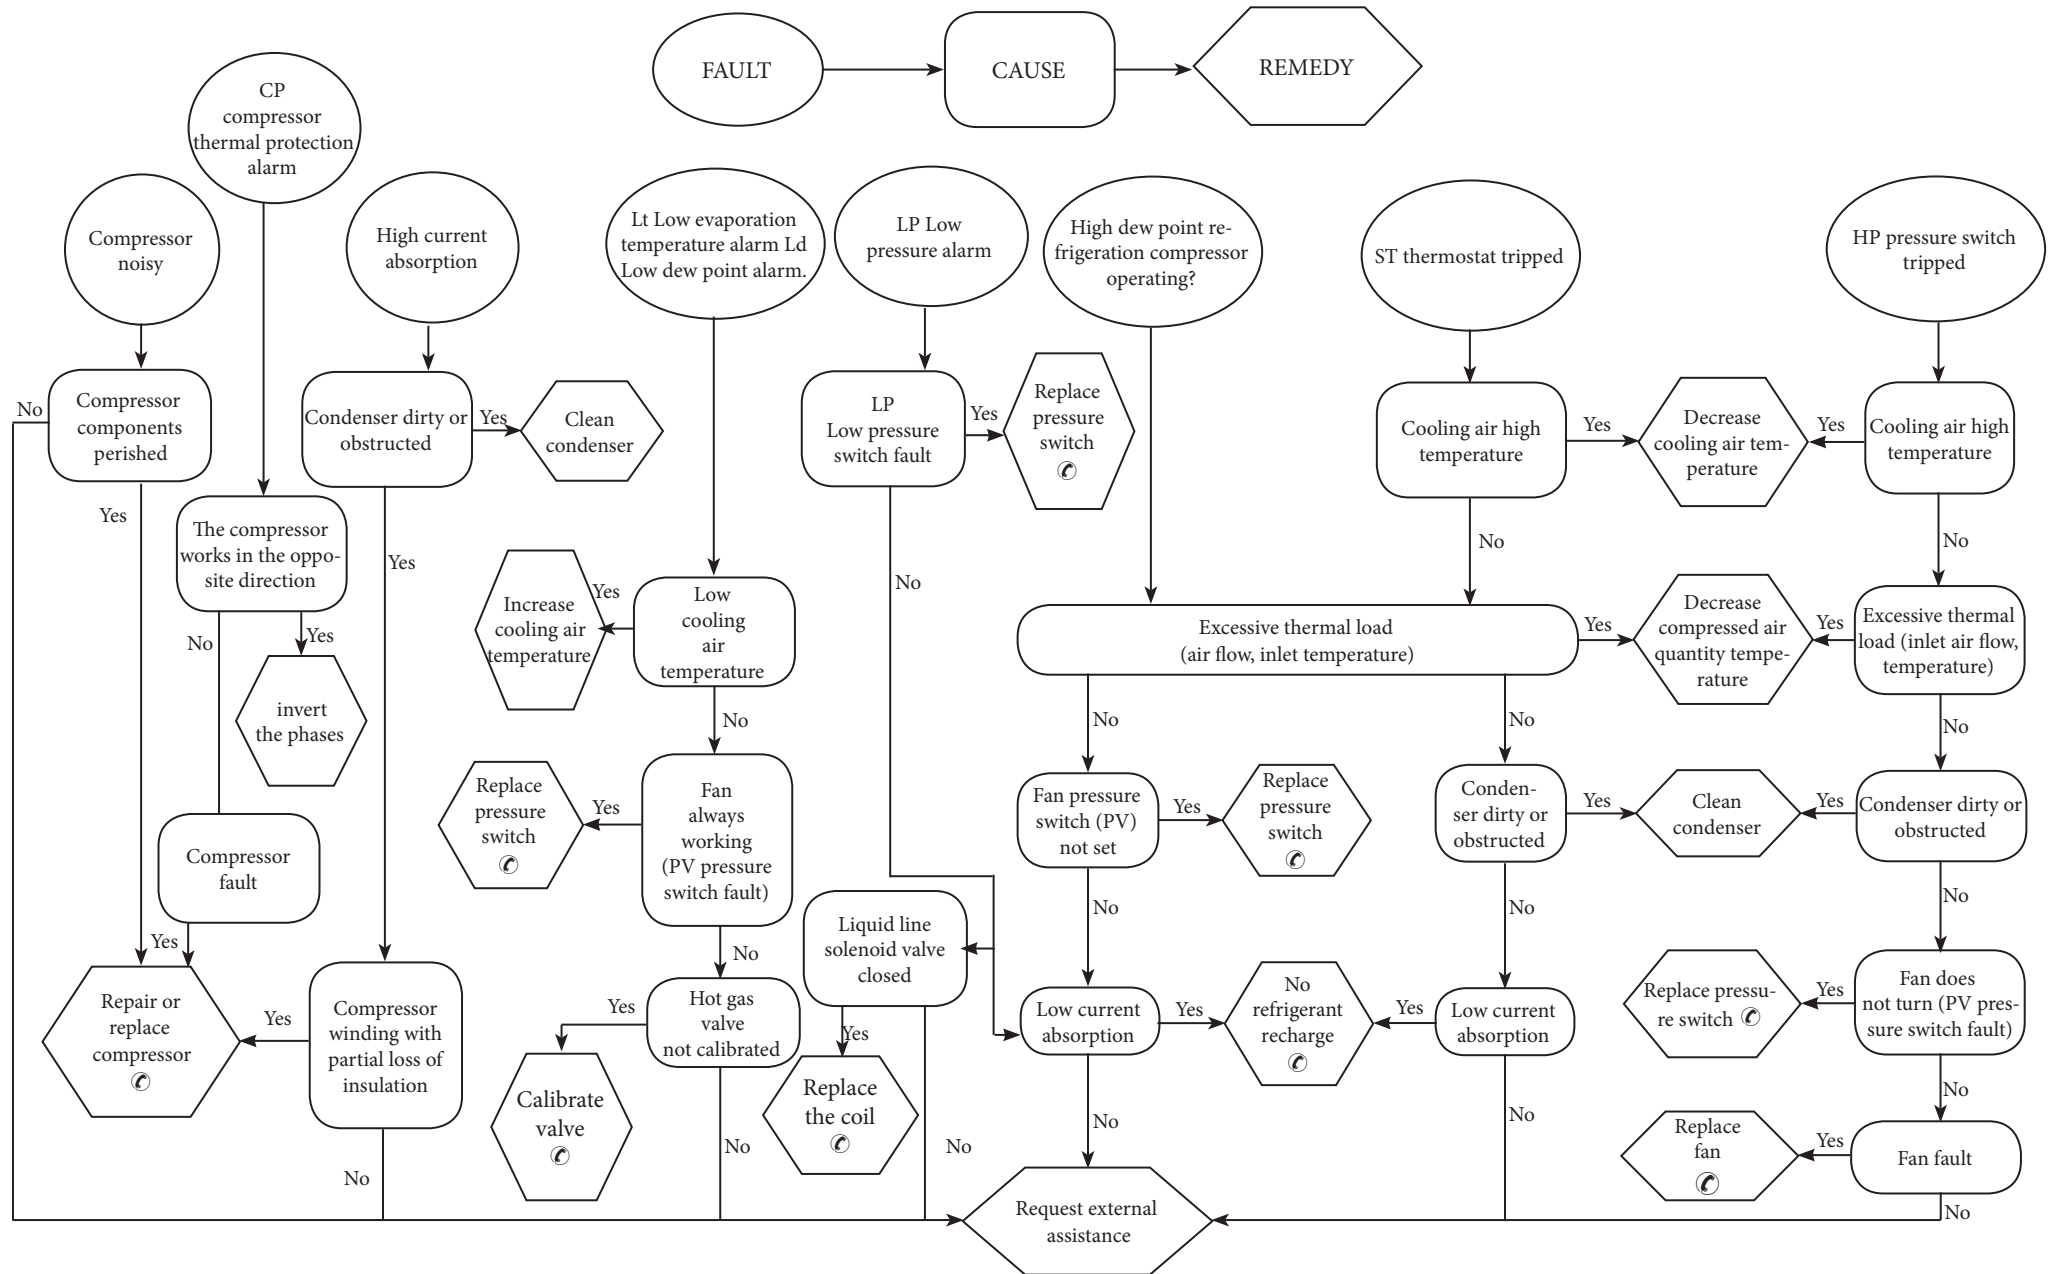 FAULT
CAUSE
REMEDY
CP
compressor
thermal protection
alarm
Compressor
noisy
High current
absorption
Lt Low evaporation
temperature alarm Ld
Low dew point alarm.
LP Low
pressure alarm
High dew point re-
frigeration compressor
operating?
ST thermostat tripped
HP pressure switch
tripped
No
Compressor
components
perished
Yes
Condenser dirty or
obstructed
Yes
Clean
condenser
Yes
LP
Low pressure
switch fault
Yes
Replace
pressure
switch
No
Cooling air high
temperature
Yes
Decrease
cooling air tem-
perature
Yes
Cooling air high
temperature
No
No
The compressor
works in the oppo-
site direction
No
Yes
invert
the phases
Compressor
fault
Yes
Repair or
replace
compressor
Yes
Compressor
winding with
partial loss of
insulation
No
Increase
cooling air
temperature
Yes
Low
cooling
air
temperature
No
Replace
pressure
switch
Yes
Fan
always
working
(PV pressure
switch fault)
No
Yes
Hot gas
valve
not calibrated
Calibrate
valve
No
Liquid line
solenoid valve
closed
Yes
Replace
the coil
No
Excessive thermal load
(air flow, inlet temperature)
Yes
Decrease
compressed air
quantity tempe-
rature
Yes
Excessive thermal
load (inlet air flow,
temperature)
No
No
No
Fan pressure
switch (PV)
not set
Yes
Replace
pressure
switch
Conden-
ser dirty or
obstructed
Yes
Clean
condenser
Yes
Condenser dirty or
obstructed
No
No
No
Low current
absorption
Yes
No
refrigerant
recharge
Yes
Low current
absorption
Replace pressu-
re switch
Yes
Fan does
not turn (PV pres-
sure switch fault)
No
No
No
Replace
fan
Yes
Fan fault
No
Request external
assistance